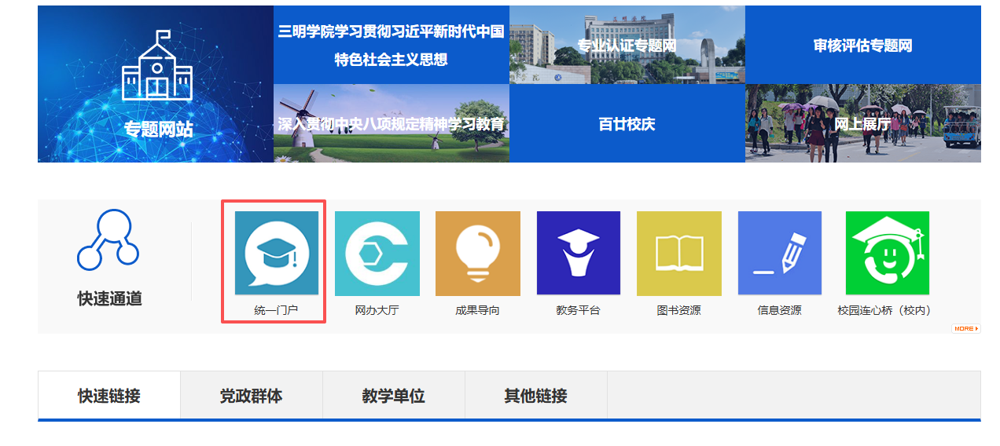 专题网站
三明学院学习贯彻习近平新时代中国
特色社会主义思想
三明学院
专业认证专题网
审核评估专题网
深入贯彻中央八项规定精神学习教育
百廿校庆
网上展厅
快速通道
统一门户
网办大厅
成果导向
教务平台
图书资源
信息资源
校园连心桥（校内）
MORE
快速链接
党政群体
教学单位
其他链接